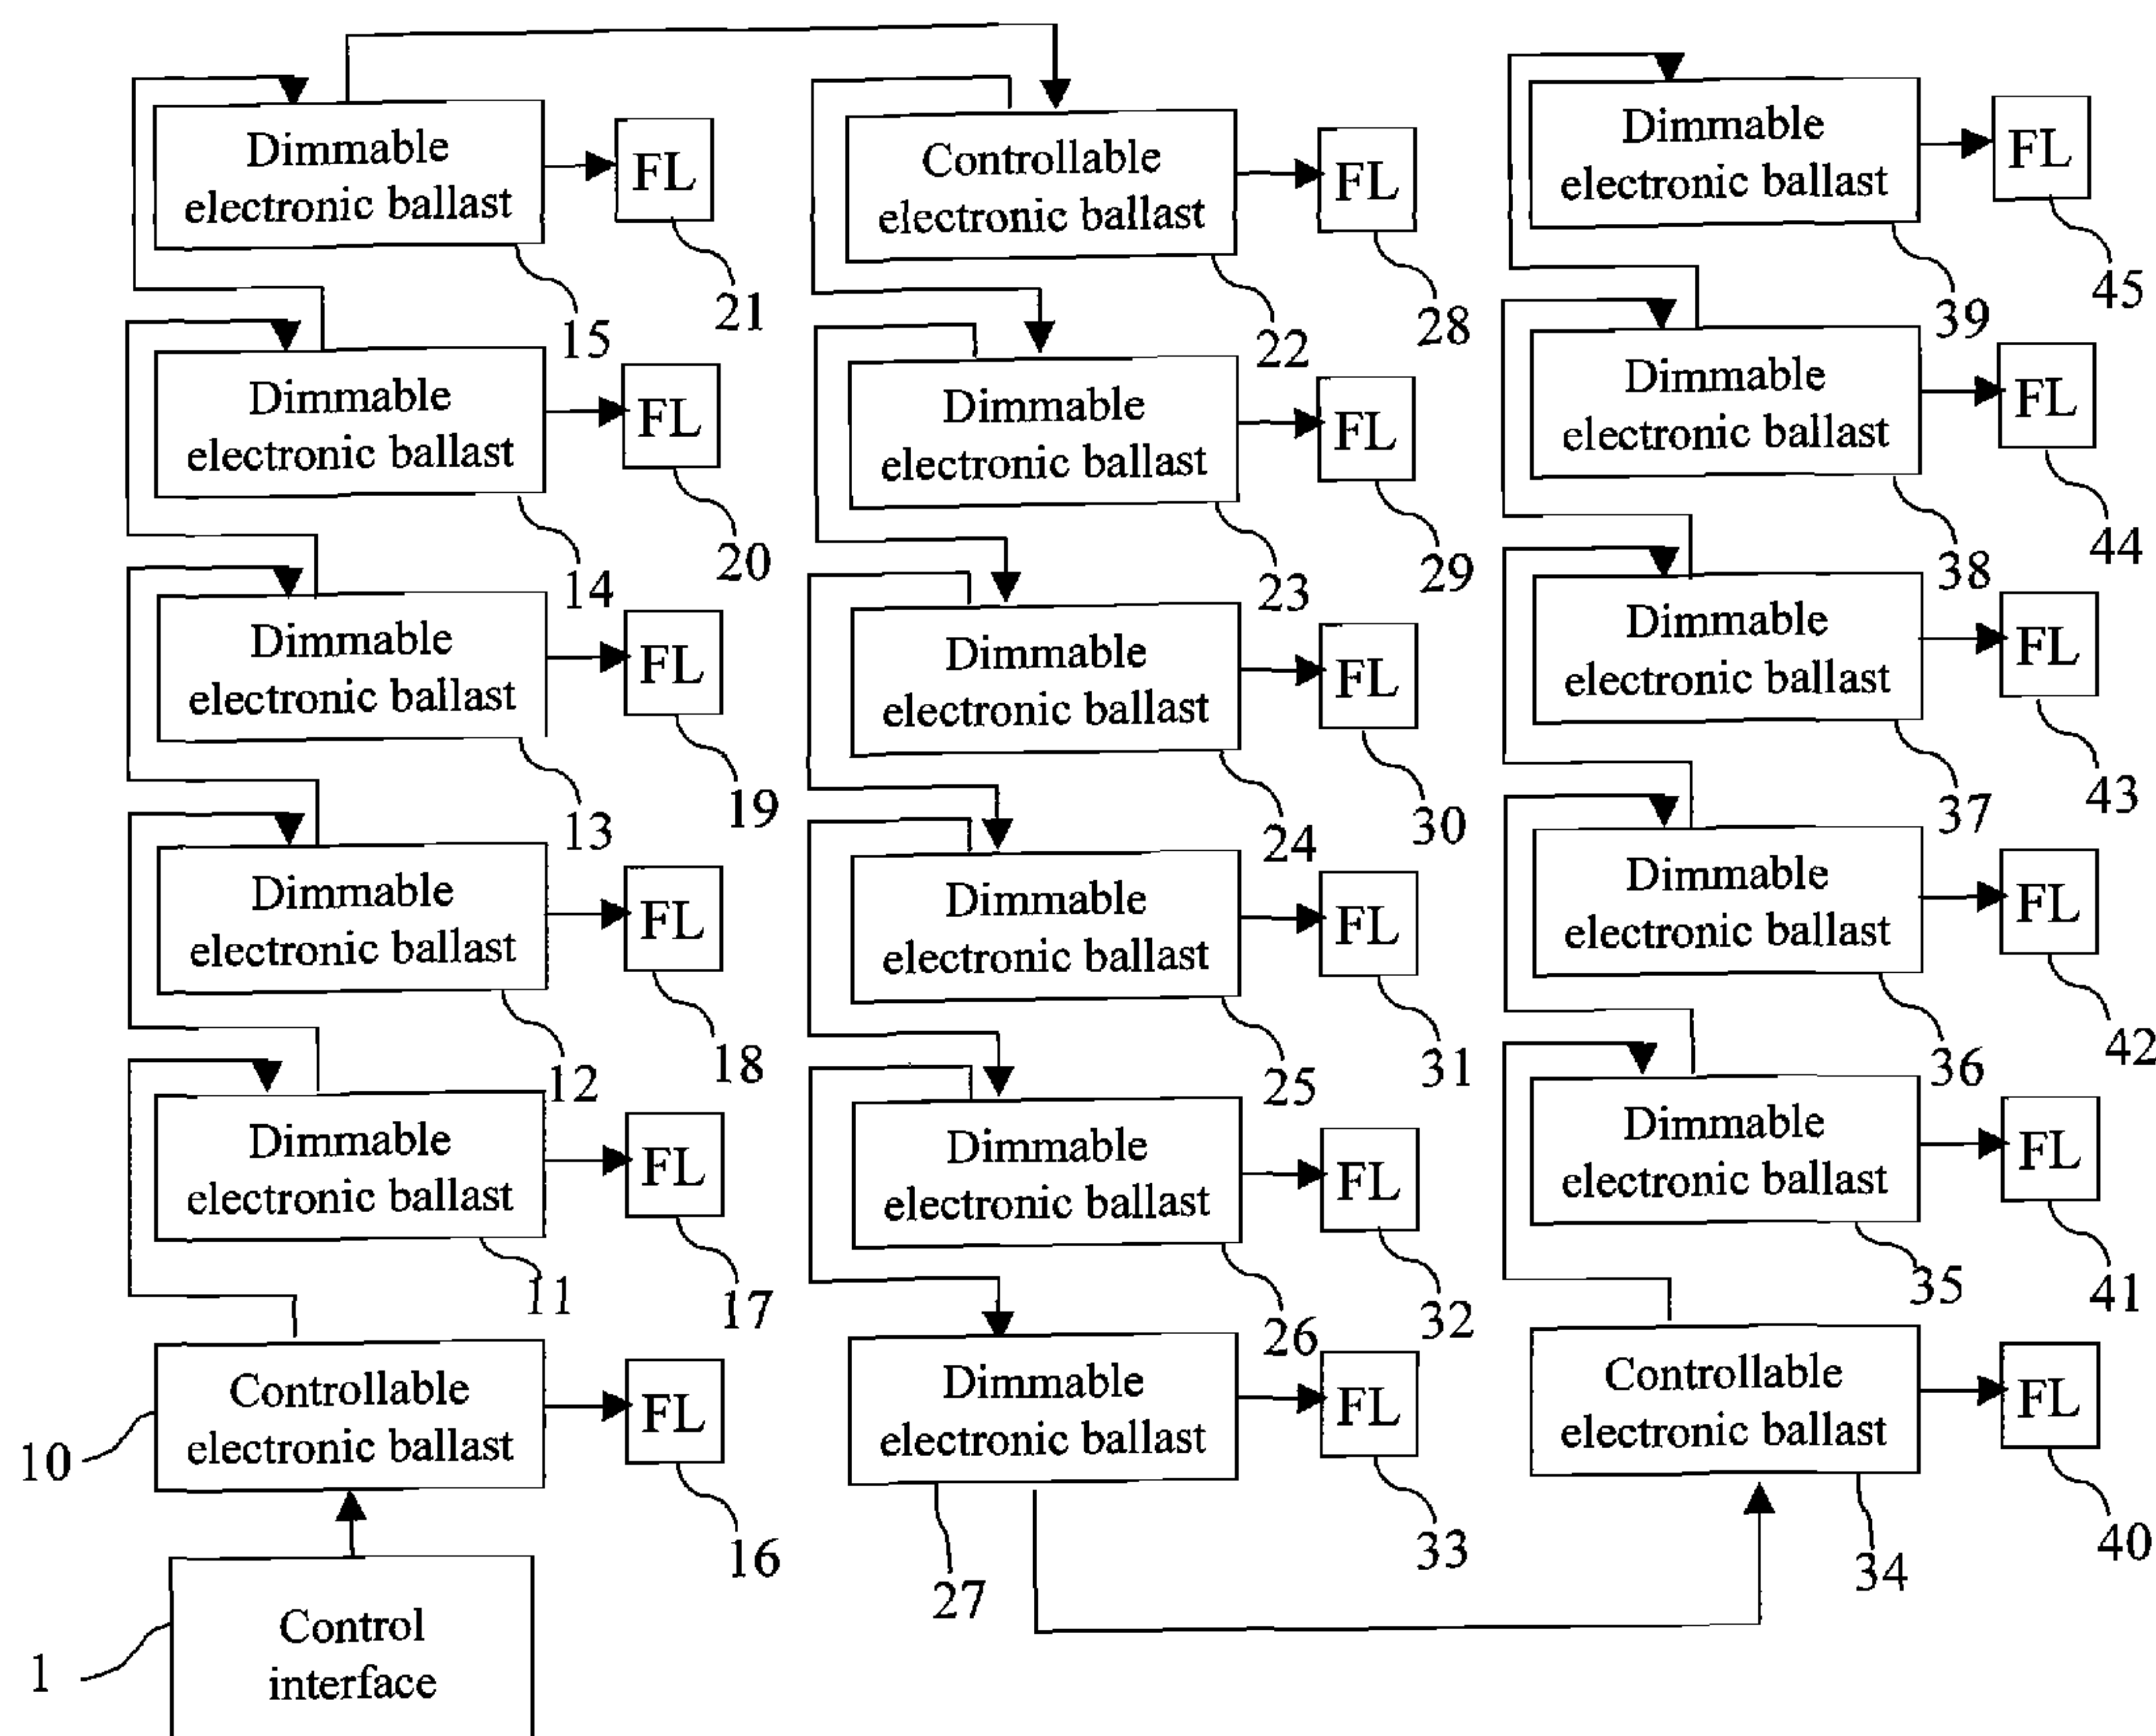 Dimmable
electronic ballast
FL
15
21
Dimmable
electronic ballast
FL
14
20
Dimmable
electronic ballast
FL
13
19
Dimmable
electronic ballast
FL
12
18
Dimmable
electronic ballast
FL
11
17
Controllable
electronic ballast
FL
10
16
Control
interface
1
Controllable
electronic ballast
FL
22
28
Dimmable
electronic ballast
FL
23
29
Dimmable
electronic ballast
FL
24
30
Dimmable
electronic ballast
FL
25
31
Dimmable
electronic ballast
FL
26
32
Dimmable
electronic ballast
FL
27
33
Dimmable
electronic ballast
FL
39
45
Dimmable
electronic ballast
FL
38
44
Dimmable
electronic ballast
FL
37
43
Dimmable
electronic ballast
FL
36
42
Dimmable
electronic ballast
FL
35
41
Controllable
electronic ballast
FL
34
40